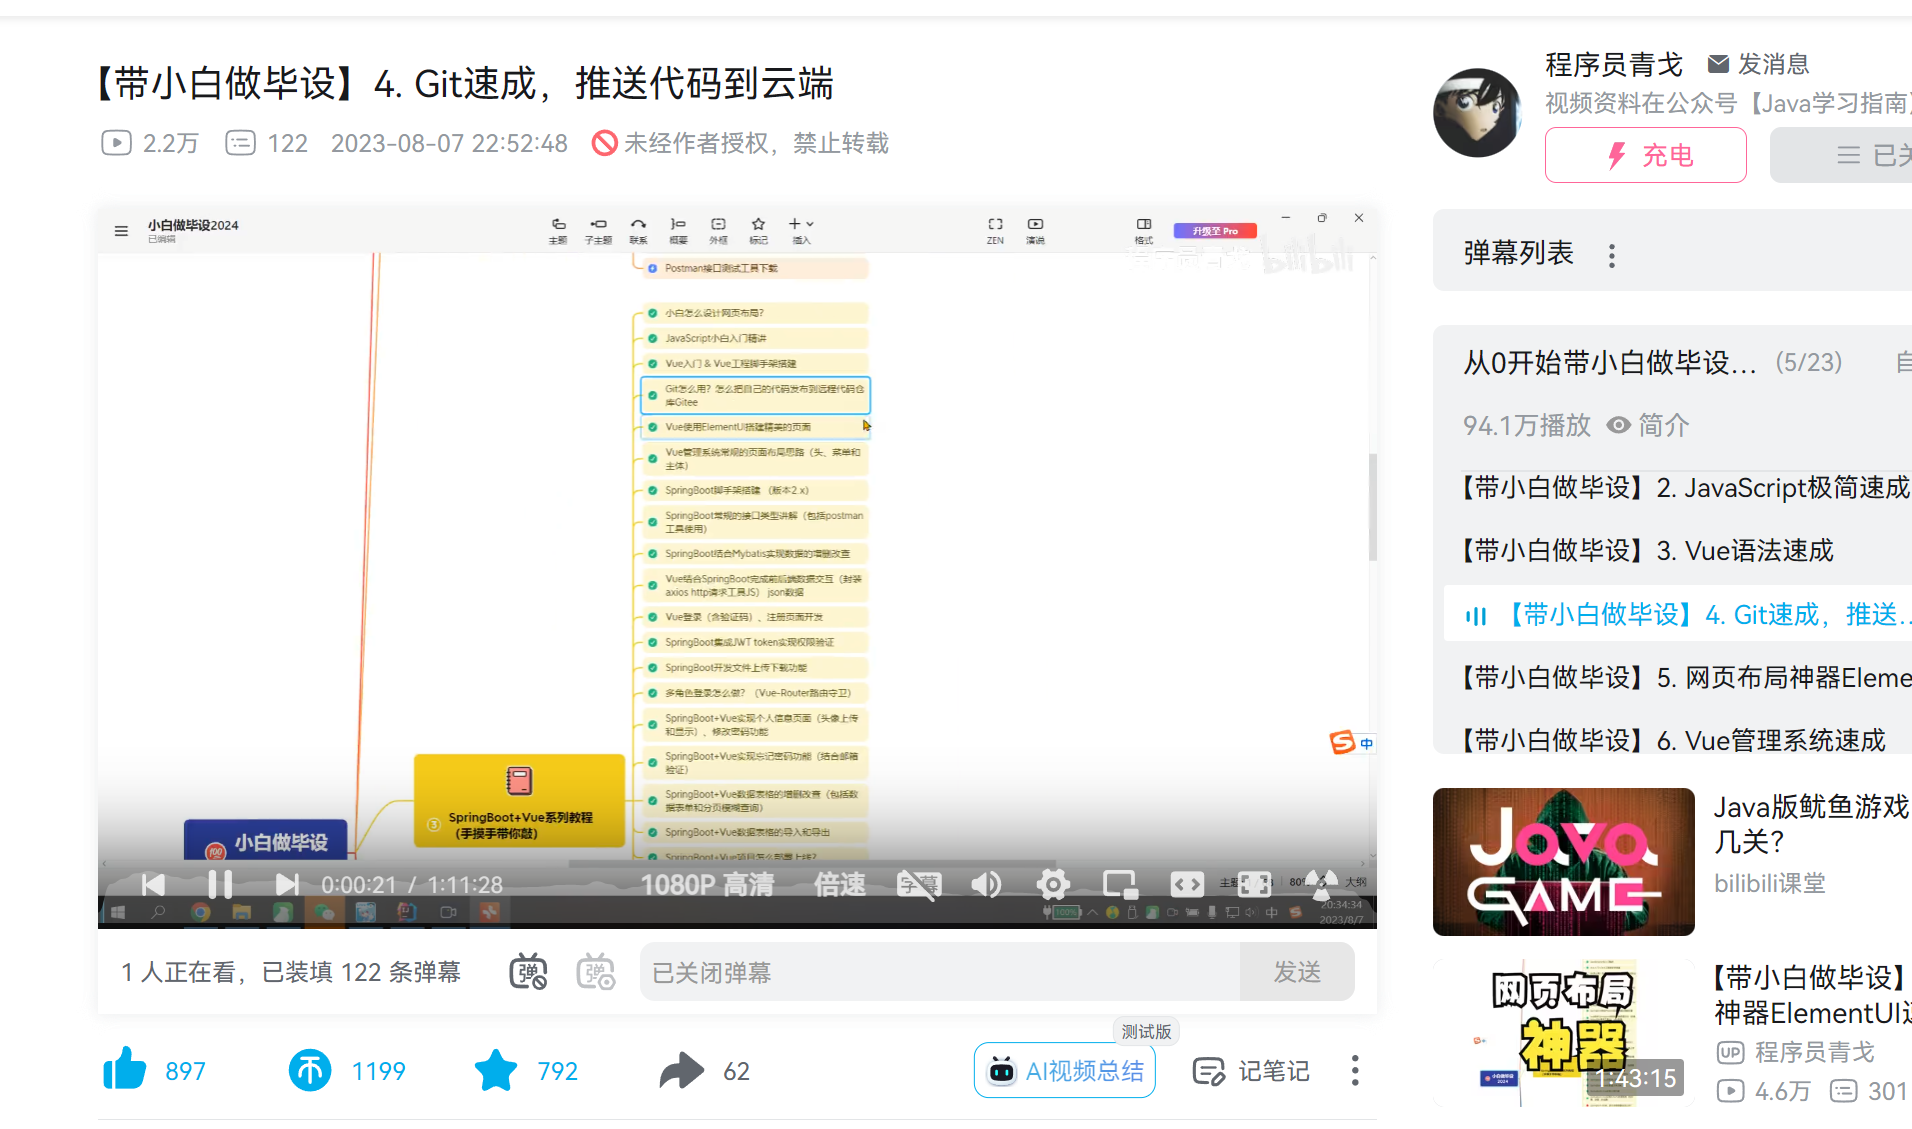 【带小白做毕设】4. Git速成，推送代码到云端
2.2万 122 2023-08-07 22:52:48 未经作者授权，禁止转载
程序员青戈 发消息
视频资料在公众号【Java学习指南】
充电
已关
小白做毕设2024
已编辑
主题 子主题 联系 概要 外框 标记 插入
ZEN 演说
格式
升级至 Pro
bilibili
Postman接口测试工具下载
小白怎么设计网页布局？
JavaScript小白入门精讲
Vue入门 & Vue工程脚手架搭建
Git怎么用？怎么把自己的代码发布到远程代码仓
库Gitee
Vue使用ElementUI搭建精美的页面
Vue管理系统常规的页面布局思路（头、菜单和
主体）
SpringBoot脚手架搭建 （版本2.x）
SpringBoot常规的接口类型讲解（包括postman
工具使用）
SpringBoot结合Mybatis实现数据的增删改查
Vue结合SpringBoot完成前后端数据交互（封装
axios http请求工具JS） json数据
Vue登录（含验证码）、注册页面开发
SpringBoot集成JWT token实现权限验证
SpringBoot开发文件上传下载功能
多角色登录怎么做？（Vue-Router路由守卫）
SpringBoot+Vue实现个人信息页面（头像上传
和显示）、修改密码功能
SpringBoot+Vue实现忘记密码功能（结合邮箱
验证）
SpringBoot+Vue数据表格的增删改查（包括数
据表单和分页模糊查询）
SpringBoot+Vue数据表格的导入和导出
SpringBoot+Vue项目怎么部署上线？
3 SpringBoot+Vue系列教程
（手摸手带你敲）
100 小白做毕设
中
0:00:21 / 1:11:28
1080P 高清 倍速 字幕
80%
大纲
100%
中
20:34:34
2023/8/7
1 人正在看，已装填 122 条弹幕
弹
弹
已关闭弹幕
发送
897
1199
792
62
测试版
AI视频总结
记笔记
弹幕列表
从0开始带小白做毕设... (5/23)
自
94.1万播放 简介
【带小白做毕设】2. JavaScript极简速成
【带小白做毕设】3. Vue语法速成
【带小白做毕设】4. Git速成，推送...
【带小白做毕设】5. 网页布局神器Eleme
【带小白做毕设】6. Vue管理系统速成
JAVA
GAME
Java版鱿鱼游戏
几关？
bilibili课堂
网页布局
神器
1:43:15
【带小白做毕设】
神器ElementUI速
UP 程序员青戈
4.6万 301